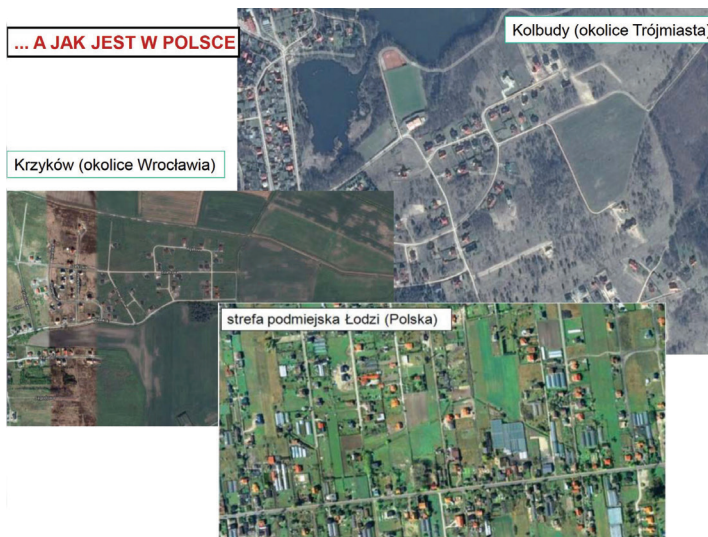 ... A JAK JEST W POLSCE
Kolbudy (okolice Trójmiasta)
Krzyków (okolice Wrocławia)
strefa podmiejska Łodzi (Polska)